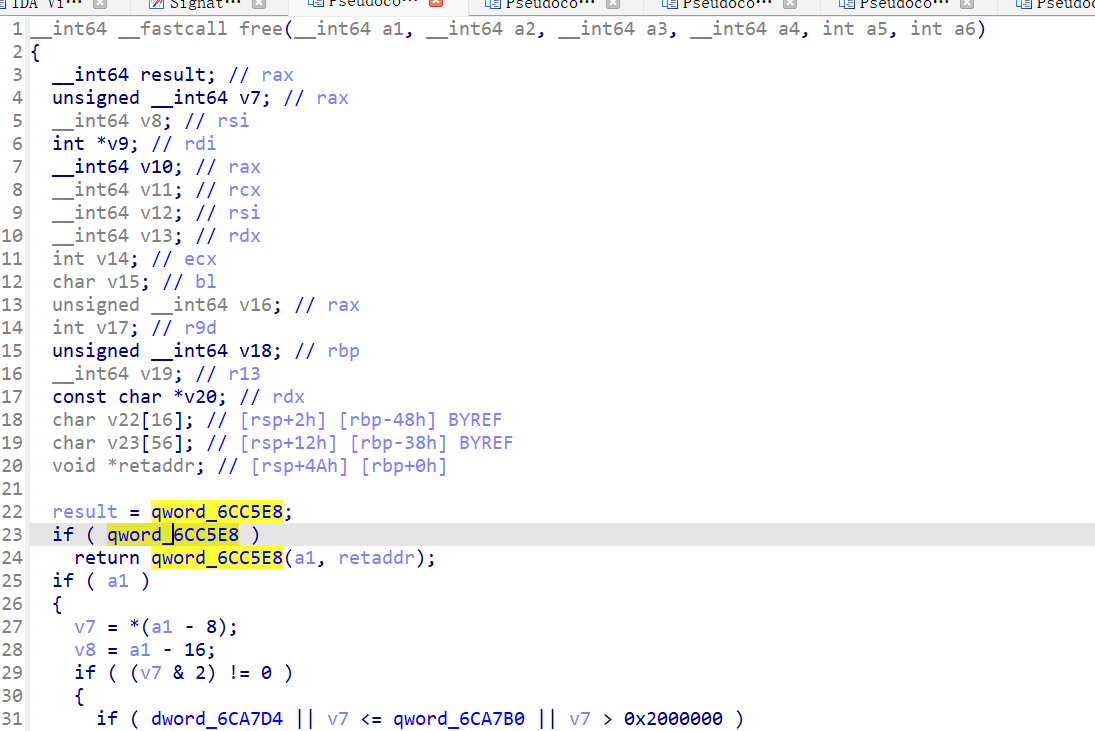 IDA Vi··· Signat··· Pseudoco··· Pseudoco··· Pseudoco··· Pseudoco··· Pseudoco
1 __int64 __fastcall free(__int64 a1, __int64 a2, __int64 a3, __int64 a4, int a5, int a6)
2 {
3   __int64 result; // rax
4   unsigned __int64 v7; // rax
5   __int64 v8; // rsi
6   int *v9; // rdi
7   __int64 v10; // rax
8   __int64 v11; // rcx
9   __int64 v12; // rsi
10   __int64 v13; // rdx
11   int v14; // ecx
12   char v15; // bl
13   unsigned __int64 v16; // rax
14   int v17; // r9d
15   unsigned __int64 v18; // rbp
16   __int64 v19; // r13
17   const char *v20; // rdx
18   char v22[16]; // [rsp+2h] [rbp-48h] BYREF
19   char v23[56]; // [rsp+12h] [rbp-38h] BYREF
20   void *retaddr; // [rsp+4Ah] [rbp+0h]
21
22   result = qword_6CC5E8;
23   if ( qword_6CC5E8 )
24     return qword_6CC5E8(a1, retaddr);
25   if ( a1 )
26   {
27     v7 = *(a1 - 8);
28     v8 = a1 - 16;
29     if ( (v7 & 2) != 0 )
30     {
31       if ( dword_6CA7D4 || v7 <= qword_6CA7B0 || v7 > 0x2000000 )